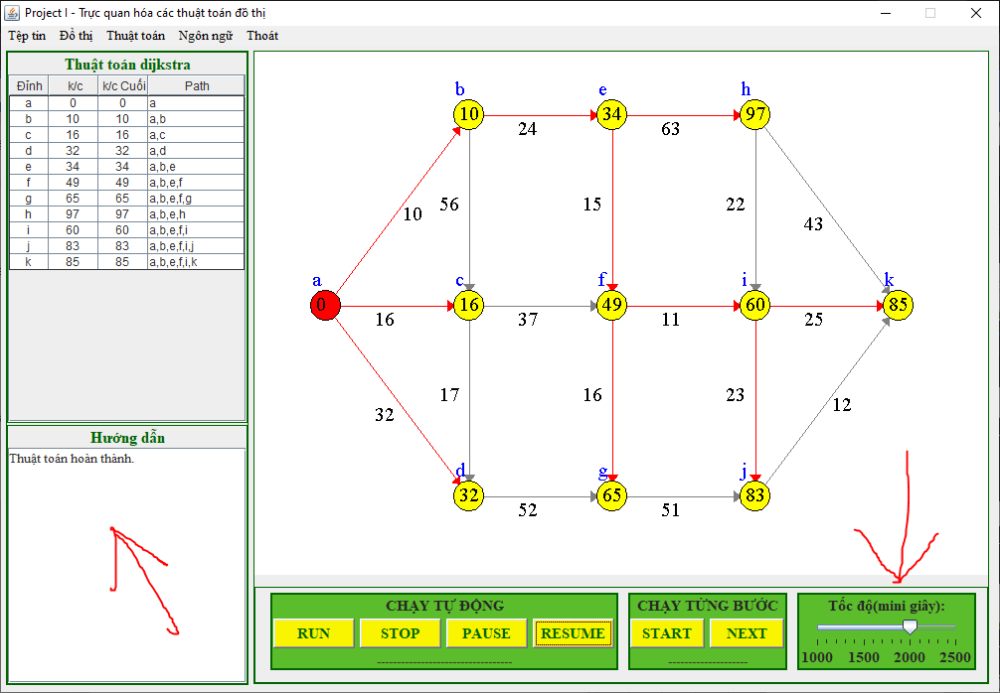 Project I - Trực quan hóa các thuật toán đồ thị
Tệp tin Đồ thị Thuật toán Ngôn ngữ Thoát
Thuật toán dijkstra
Đỉnh k/c k/c Cuối Path
a 0 0 a
b 10 10 a,b
c 16 16 a,c
d 32 32 a,d
e 34 34 a,b,e
f 49 49 a,b,e,f
g 65 65 a,b,e,f,g
h 97 97 a,b,e,h
i 60 60 a,b,e,f,i
j 83 83 a,b,e,f,i,j
k 85 85 a,b,e,f,i,k
Hướng dẫn
Thuật toán hoàn thành.
b e h
10 34 97
24 63
10 56 15 22 43
a c f i k
0 16 49 60 85
16 37 11 25
32 17 16 23 12
d g j
32 65 83
52 51
CHẠY TỰ ĐỘNG
RUN STOP PAUSE RESUME
---------------------------------
CHẠY TỪNG BƯỚC
START NEXT
-------------------
Tốc độ(mini giây):
1000 1500 2000 2500